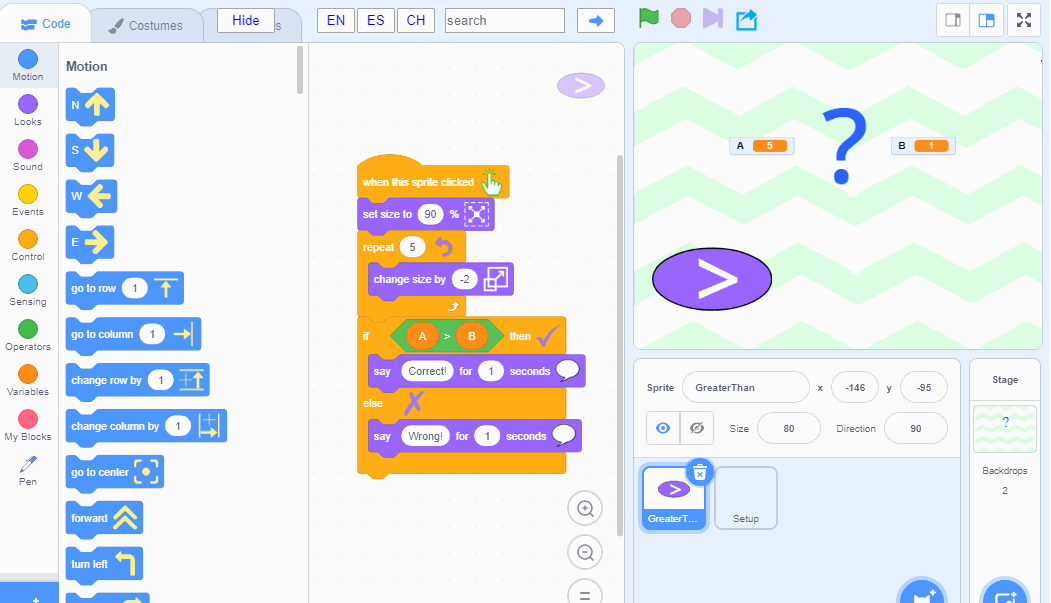 Code
Costumes
Hide
s
EN
ES
CH
search
Motion
Looks
Sound
Events
Control
Sensing
Operators
Variables
My Blocks
Pen
Motion
N
S
W
E
go to row 1
go to column 1
change row by 1
change column by 1
go to center
forward
turn left
>
when this sprite clicked
set size to 90 %
repeat 5
change size by -2
if A > B then
say Correct! for 1 seconds
else
say Wrong! for 1 seconds
A 5
?
B 1
>
Sprite GreaterThan x -146 y -95
Size 80 Direction 90
>
GreaterT...
Setup
Stage
?
Backdrops
2